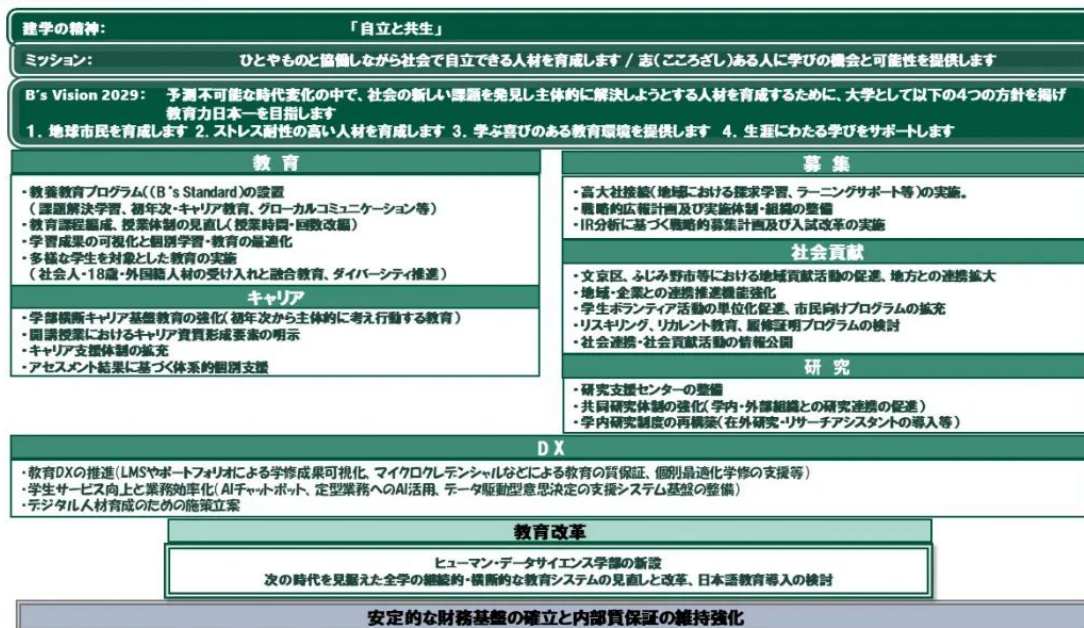 建学の精神： 「自立と共生」
ミッション： ひとやものと協働しながら社会で自立できる人材を育成します / 志(こころざし)ある人に学びの機会と可能性を提供します
B's Vision 2029： 予測不可能な時代変化の中で、社会の新しい課題を発見し主体的に解決しようとする人材を育成するために、大学として以下の4つの方針を掲げ
教育力日本一を目指します
1. 地球市民を育成します 2. ストレス耐性の高い人材を育成します 3. 学ぶ喜びのある教育環境を提供します 4. 生涯にわたる学びをサポートします
教 育
・教養教育プログラム((B's Standard)の設置
(課題解決学習、初年次・キャリア教育、グローカルコミュニケーション等)
・教育課程編成、授業体制の見直し(授業時間・回数改編)
・学習成果の可視化と個別学習・教育の最適化
・多様な学生を対象とした教育の実施
(社会人・18歳・外国籍人材の受け入れと融合教育、ダイバーシティ推進)
キャリア
・学部横断キャリア基盤教育の強化(初年次から主体的に考え行動する教育)
・開講授業におけるキャリア資質形成要素の明示
・キャリア支援体制の拡充
・アセスメント結果に基づく体系的個別支援
募 集
・高大社接続(地域における探求学習、ラーニングサポート等)の実施。
・戦略的広報計画及び実施体制・組織の整備
・IR分析に基づく戦略的募集計画及び入試改革の実施
社会貢献
・文京区、ふじみ野市等における地域貢献活動の促進、地方との連携拡大
・地域・企業との連携推進機能強化
・学生ボランティア活動の単位化促進、市民向けプログラムの拡充
・リスキリング、リカレント教育、履修証明プログラムの検討
・社会連携・社会貢献活動の情報公開
研 究
・研究支援センターの整備
・共同研究体制の強化(学内・外部組織との研究連携の促進)
・学内研究制度の再構築(在外研究・リサーチアシスタントの導入等)
D X
・教育DXの推進(LMSやポートフォリオによる学修成果可視化、マイクロクレデンシャルなどによる教育の質保証、個別最適化学修の支援等)
・学生サービス向上と業務効率化(AIチャットボット、定型業務へのAI活用、データ駆動型意思決定の支援システム基盤の整備)
・デジタル人材育成のための施策立案
教育改革
ヒューマン・データサイエンス学部の新設
次の時代を見据えた全学の継続的・横断的な教育システムの見直しと改革、日本語教育導入の検討
安定的な財務基盤の確立と内部質保証の維持強化